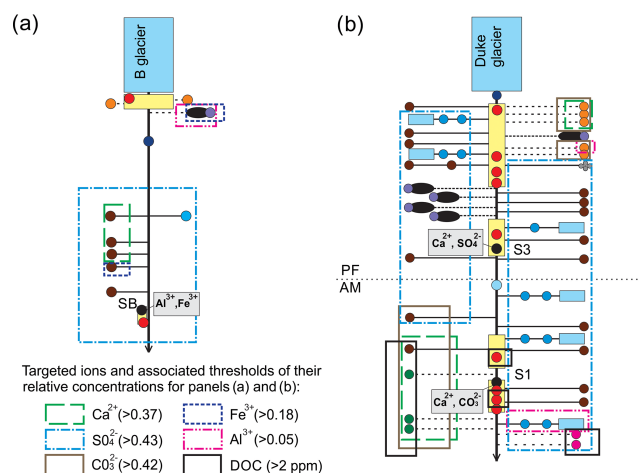 (a)
B glacier
SB
Al³⁺,Fe³⁺
(b)
Duke
glacier
Ca²⁺, SO₄²⁻
S3
PF
AM
S1
Ca²⁺, CO₃²⁻
Targeted ions and associated thresholds of their
relative concentrations for panels (a) and (b):
Ca²⁺(>0.37)
Fe³⁺(>0.18)
SO₄²⁻(>0.43)
Al³⁺(>0.05)
CO₃²⁻(>0.42)
DOC (>2 ppm)